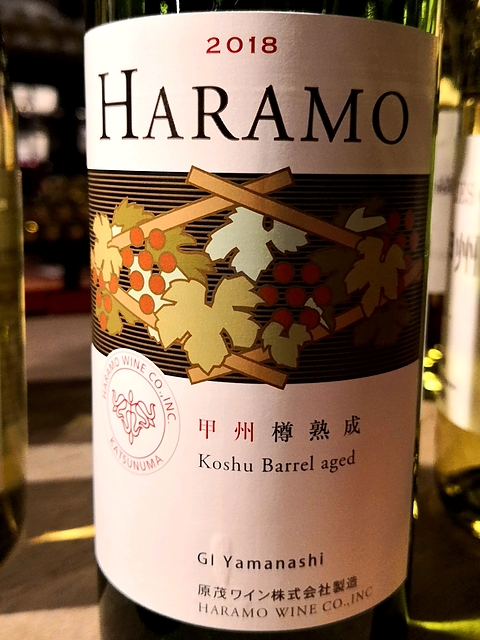 2018
HARAMO
HARAMO WINE CO., INC.
KATSUNUMA
甲州 樽熟成
Koshu Barrel aged
GI Yamanashi
原茂ワイン株式会社製造
HARAMO WINE CO., INC